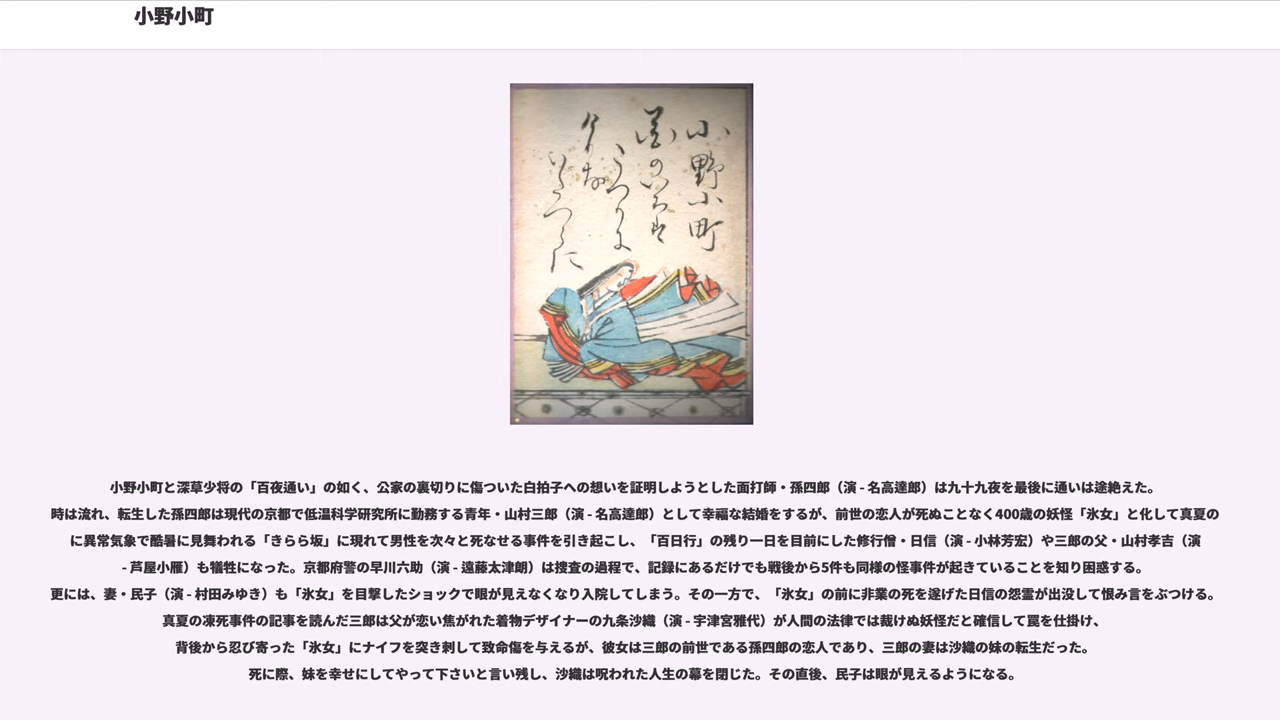 小野小町
小野小町
花のいろは
うつりに
けりな
いたつらに
小野小町と深草少将の「百夜通い」の如く、公家の裏切りに傷ついた白拍子への想いを証明しようとした面打師・孫四郎（演 - 名高達郎）は九十九夜を最後に通いは途絶えた。
時は流れ、転生した孫四郎は現代の京都で低温科学研究所に勤務する青年・山村三郎（演 - 名高達郎）として幸福な結婚をするが、前世の恋人が死ぬことなく400歳の妖怪「氷女」と化して真夏の
に異常気象で酷暑に見舞われる「きらら坂」に現れて男性を次々と死なせる事件を引き起こし、「百日行」の残り一日を目前にした修行僧・日信（演 - 小林芳宏）や三郎の父・山村孝吉（演
- 芦屋小雁）も犠牲になった。京都府警の早川六助（演 - 遠藤太津朗）は捜査の過程で、記録にあるだけでも戦後から5件も同様の怪事件が起きていることを知り困惑する。
更には、妻・民子（演 - 村田みゆき）も「氷女」を目撃したショックで眼が見えなくなり入院してしまう。その一方で、「氷女」の前に非業の死を遂げた日信の怨霊が出没して恨み言をぶつける。
真夏の凍死事件の記事を読んだ三郎は父が恋い焦がれた着物デザイナーの九条沙織（演 - 宇津宮雅代）が人間の法律では裁けぬ妖怪だと確信して罠を仕掛け、
背後から忍び寄った「氷女」にナイフを突き刺して致命傷を与えるが、彼女は三郎の前世である孫四郎の恋人であり、三郎の妻は沙織の妹の転生だった。
死に際、妹を幸せにしてやって下さいと言い残し、沙織は呪われた人生の幕を閉じた。その直後、民子は眼が見えるようになる。